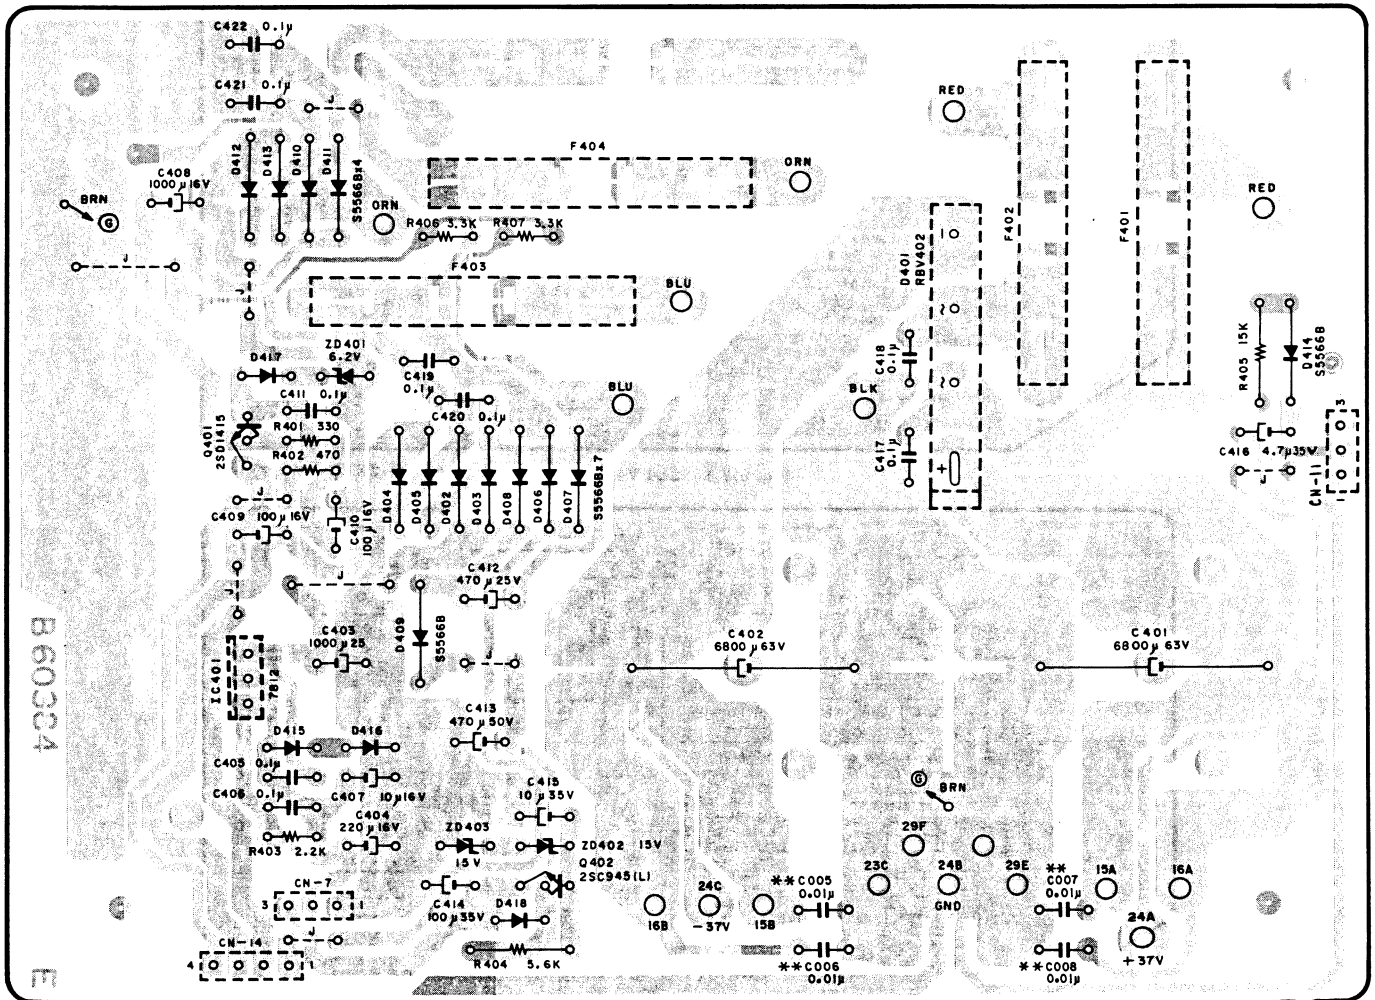 C422 0.1μ
C421 0.1μ
J
D412
D413
D410
D411
S5566Bx4
C408
1000μ16V
BRN
G
J
J
ORN
F404
ORN
R406 3.3K
R407 3.3K
F403
BLU
RED
F402
F401
RED
D401
RBV402
~
~
+
C418
0.1μ
C417
0.1μ
BLK
R405 15K
D414
S5566B
C416 4.7μ35V
J
CN-11
3
1
D417
ZD401
6.2V
C419
0.1μ
C411 0.1μ
C420 0.1μ
BLU
Q401
2SD1415
R401 330
R402 470
J
C409 100μ16V
C410
100μ16V
D404
D405
D402
D403
D408
D406
D407
S5566Bx7
J
J
C412
470μ25V
D409
S5566B
C403
1000μ25
J
IC401
7812
C402
6800μ63V
C401
6800μ63V
B60304
D415
D416
C413
470μ50V
C405 0.1μ
C406 0.1μ
C407 10μ16V
C415
10μ35V
C404
220μ16V
R403 2.2K
ZD403
15V
ZD402 15V
Q402
2SC945(L)
G
BRN
29F
23C
24B
GND
29E
**C005
0.01μ
**C007
0.01μ
15A
16A
CN-7
3
1
C414
100μ35V
D418
16B
24C
-37V
15B
24A
+37V
J
CN-14
4
1
R404 5.6K
**C006
0.01μ
**C008
0.01μ
E